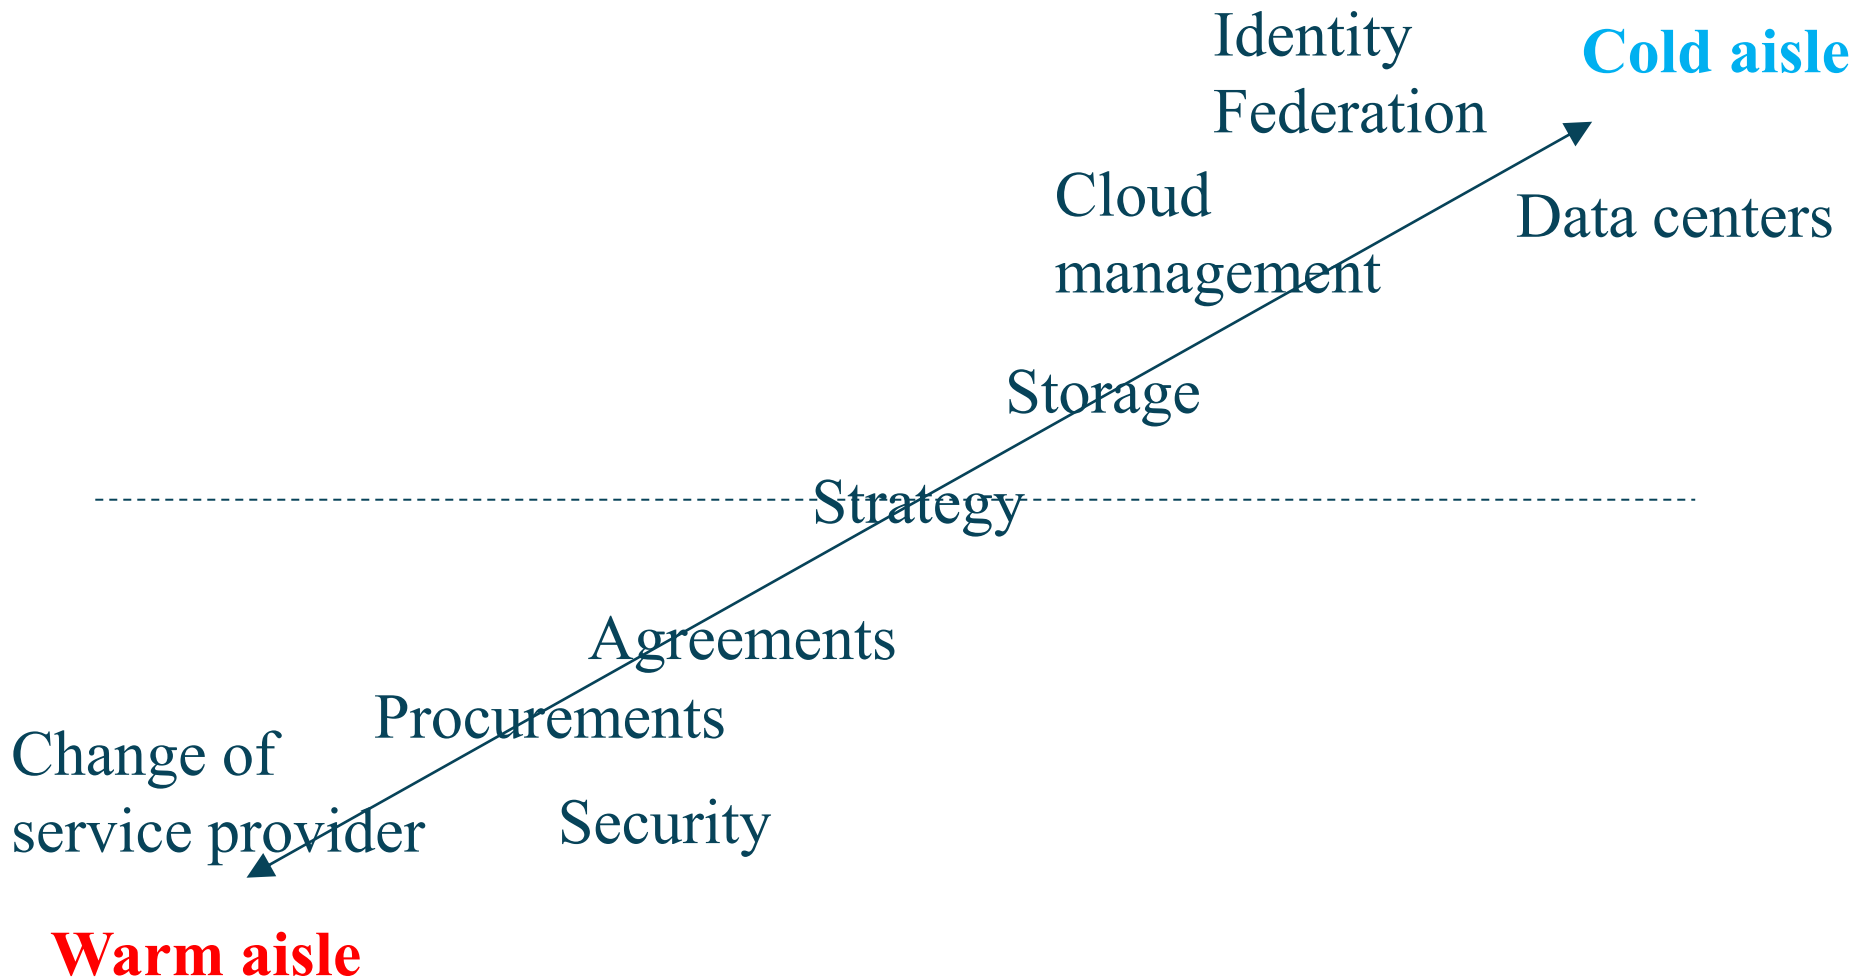 Identity
Federation
Cold aisle
Cloud
management
Data centers
Storage
Strategy
Agreements
Procurements
Change of
service provider
Security
Warm aisle